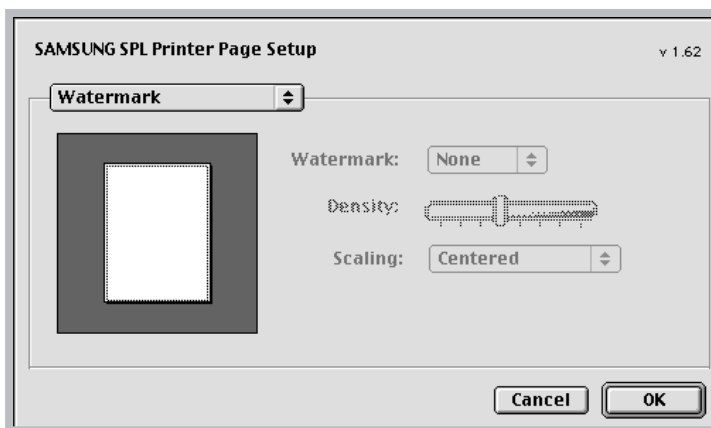 SAMSUNG SPL Printer Page Setup v 1.62
Watermark
Watermark: None
Density:
Scaling: Centered
Cancel OK